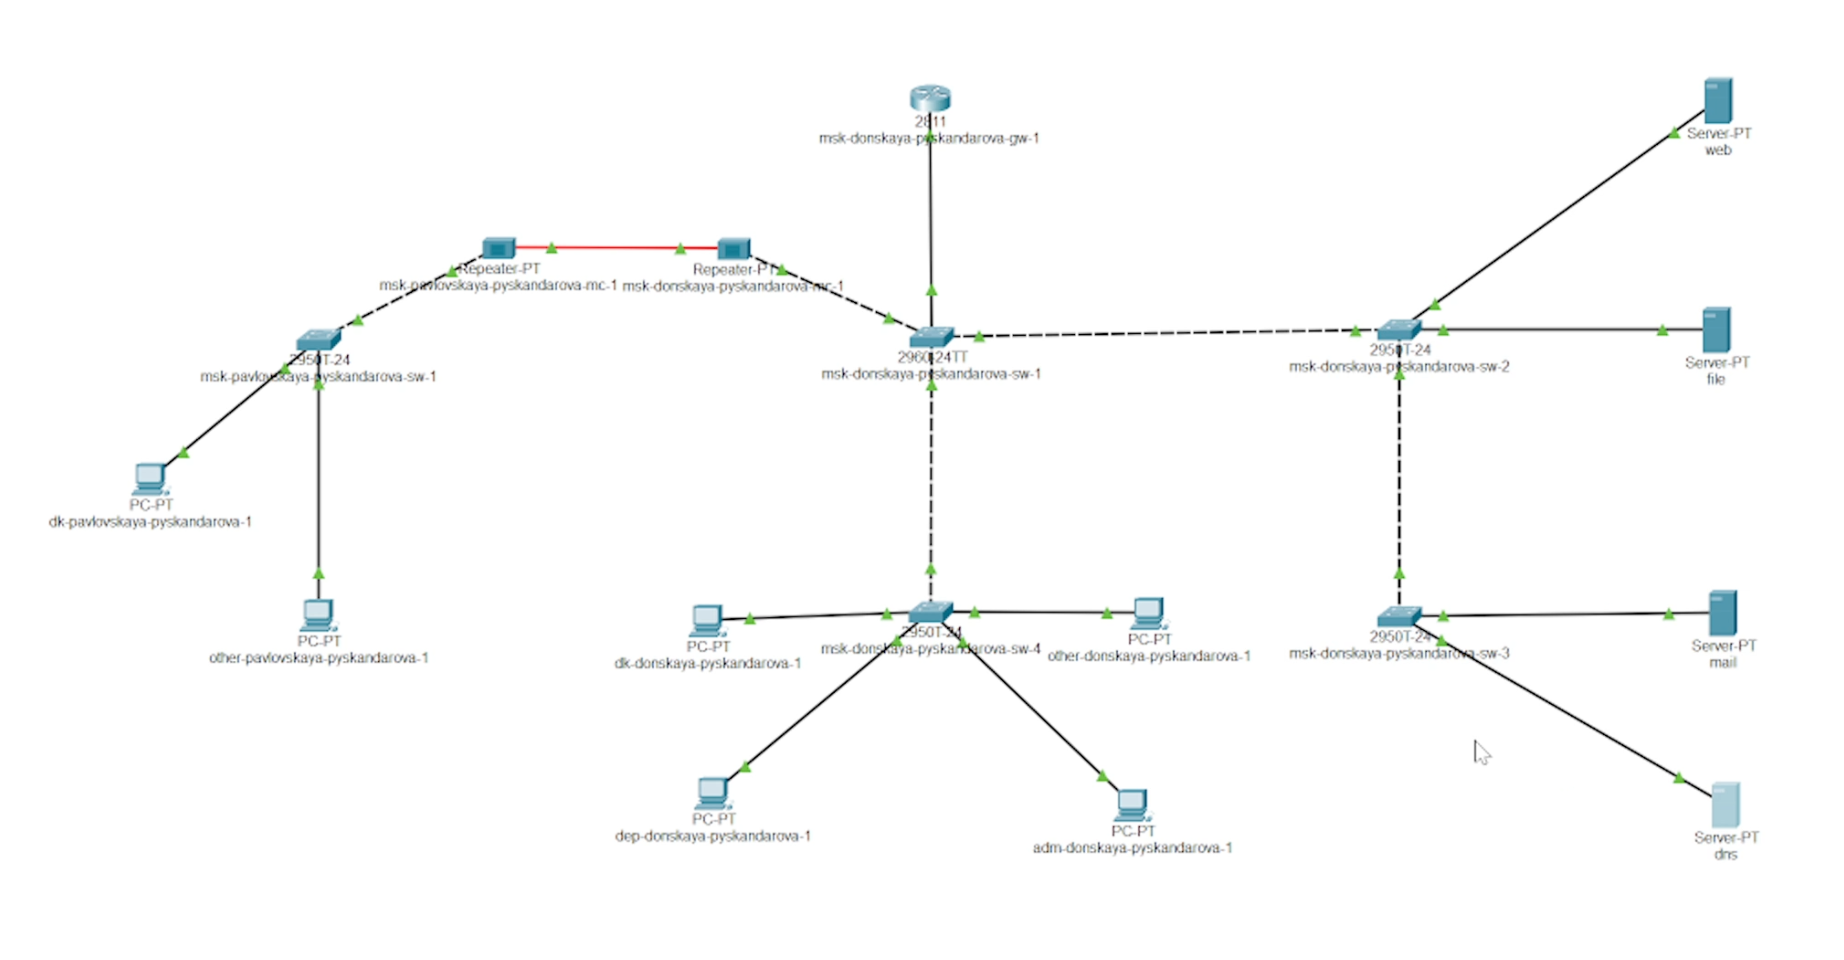 2811
msk-donskaya-pyskandarova-gw-1
Server-PT
web
Repeater-PT
msk-pavlovskaya-pyskandarova-mc-1
Repeater-PT
msk-donskaya-pyskandarova-mc-1
2950T-24
msk-pavlovskaya-pyskandarova-sw-1
2960-24TT
msk-donskaya-pyskandarova-sw-1
2950T-24
msk-donskaya-pyskandarova-sw-2
Server-PT
file
PC-PT
dk-pavlovskaya-pyskandarova-1
PC-PT
other-pavlovskaya-pyskandarova-1
PC-PT
dk-donskaya-pyskandarova-1
2950T-24
msk-donskaya-pyskandarova-sw-4
PC-PT
other-donskaya-pyskandarova-1
2950T-24
msk-donskaya-pyskandarova-sw-3
Server-PT
mail
PC-PT
dep-donskaya-pyskandarova-1
PC-PT
adm-donskaya-pyskandarova-1
Server-PT
dns